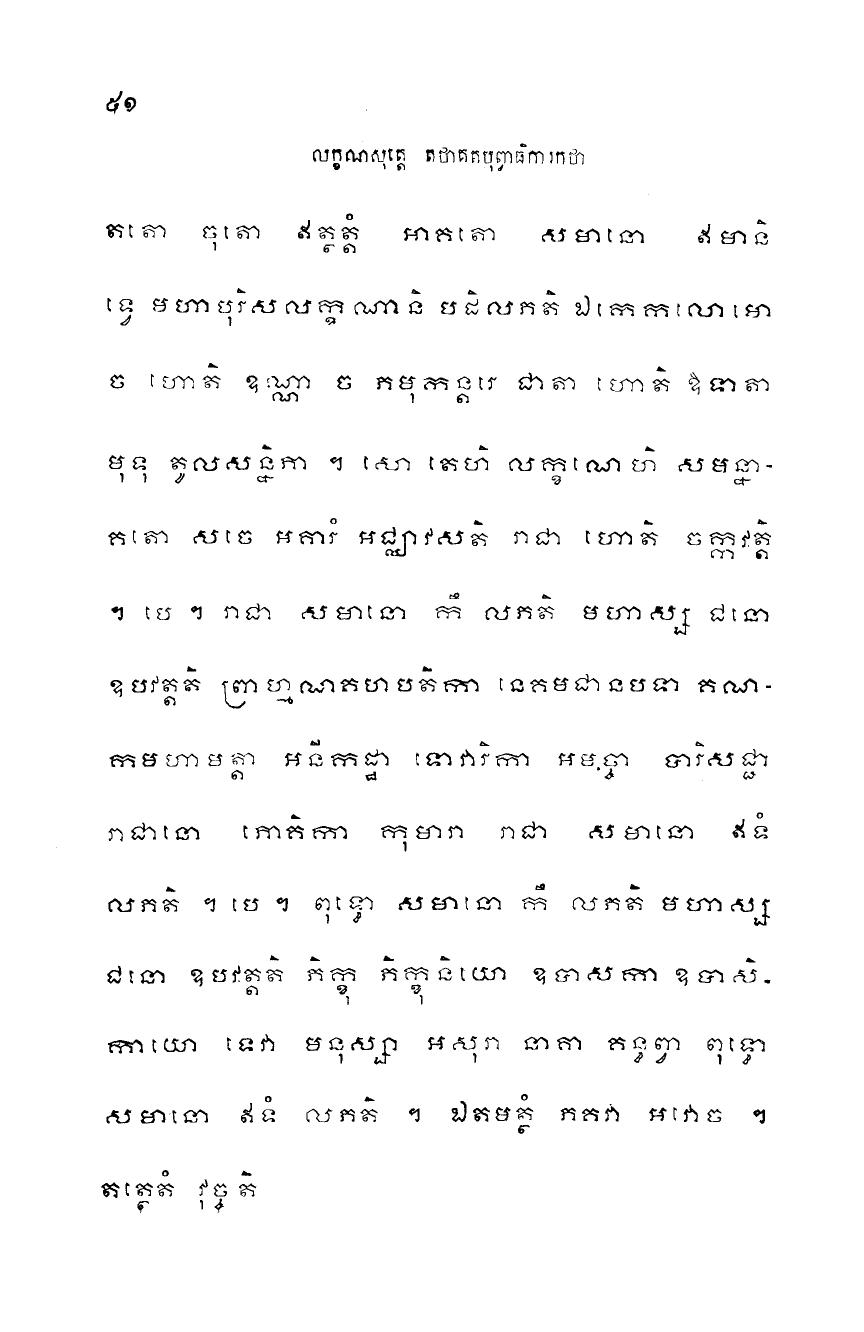 ៥១
លក្ខណសុត្តេ តថាគតបុព្វាធិការកថា
តតោ ចុតោ ឥត្ថត្តំ អាគតោ សមានោ ឥមានិ
ទ្វេ មហាបុរិសលក្ខណានិ បដិលភតិ ឯកេកលោមោ
ច ហោតិ ឧណ្ណា ច ភមុកន្តរេ ជាតា ហោតិ ឱទាតា
មុទុ តូលសន្និភា ។ សោ តេហិ លក្ខណេហិ សមន្នា-
គតោ សចេ អគារំ អជ្ឈាវសតិ រាជា ហោតិ ចក្កវត្តិ
។ បេ ។ រាជា សមានោ កឹ លភតិ មហាស្ស ជនោ
ឧបវត្តតិ ព្រាហ្មណគហបតិកា នេគមជានបទា គណ-
កមហាមត្តា អនីកដ្ឋា ទោវារិកា អមច្ចា បារិសជ្ជា
រាជានោ ភោគិកា កុមារា រាជា សមានោ ឥទំ
លភតិ ។ បេ ។ ពុទ្ធោ សមានោ កឹ លភតិ មហាស្ស
ជនោ ឧបវត្តតិ ភិក្ខុ ភិក្ខុនិយោ ឧបាសកា ឧបាសិ-
កាយោ ទេវា មនុស្សា អសុរា នាគា គន្ធព្វា ពុទ្ធោ
សមានោ ឥទំ លភតិ ។ ឯតមត្ថំ ភគវា អវោច ។
តត្ថេតំ វុច្ចតិ